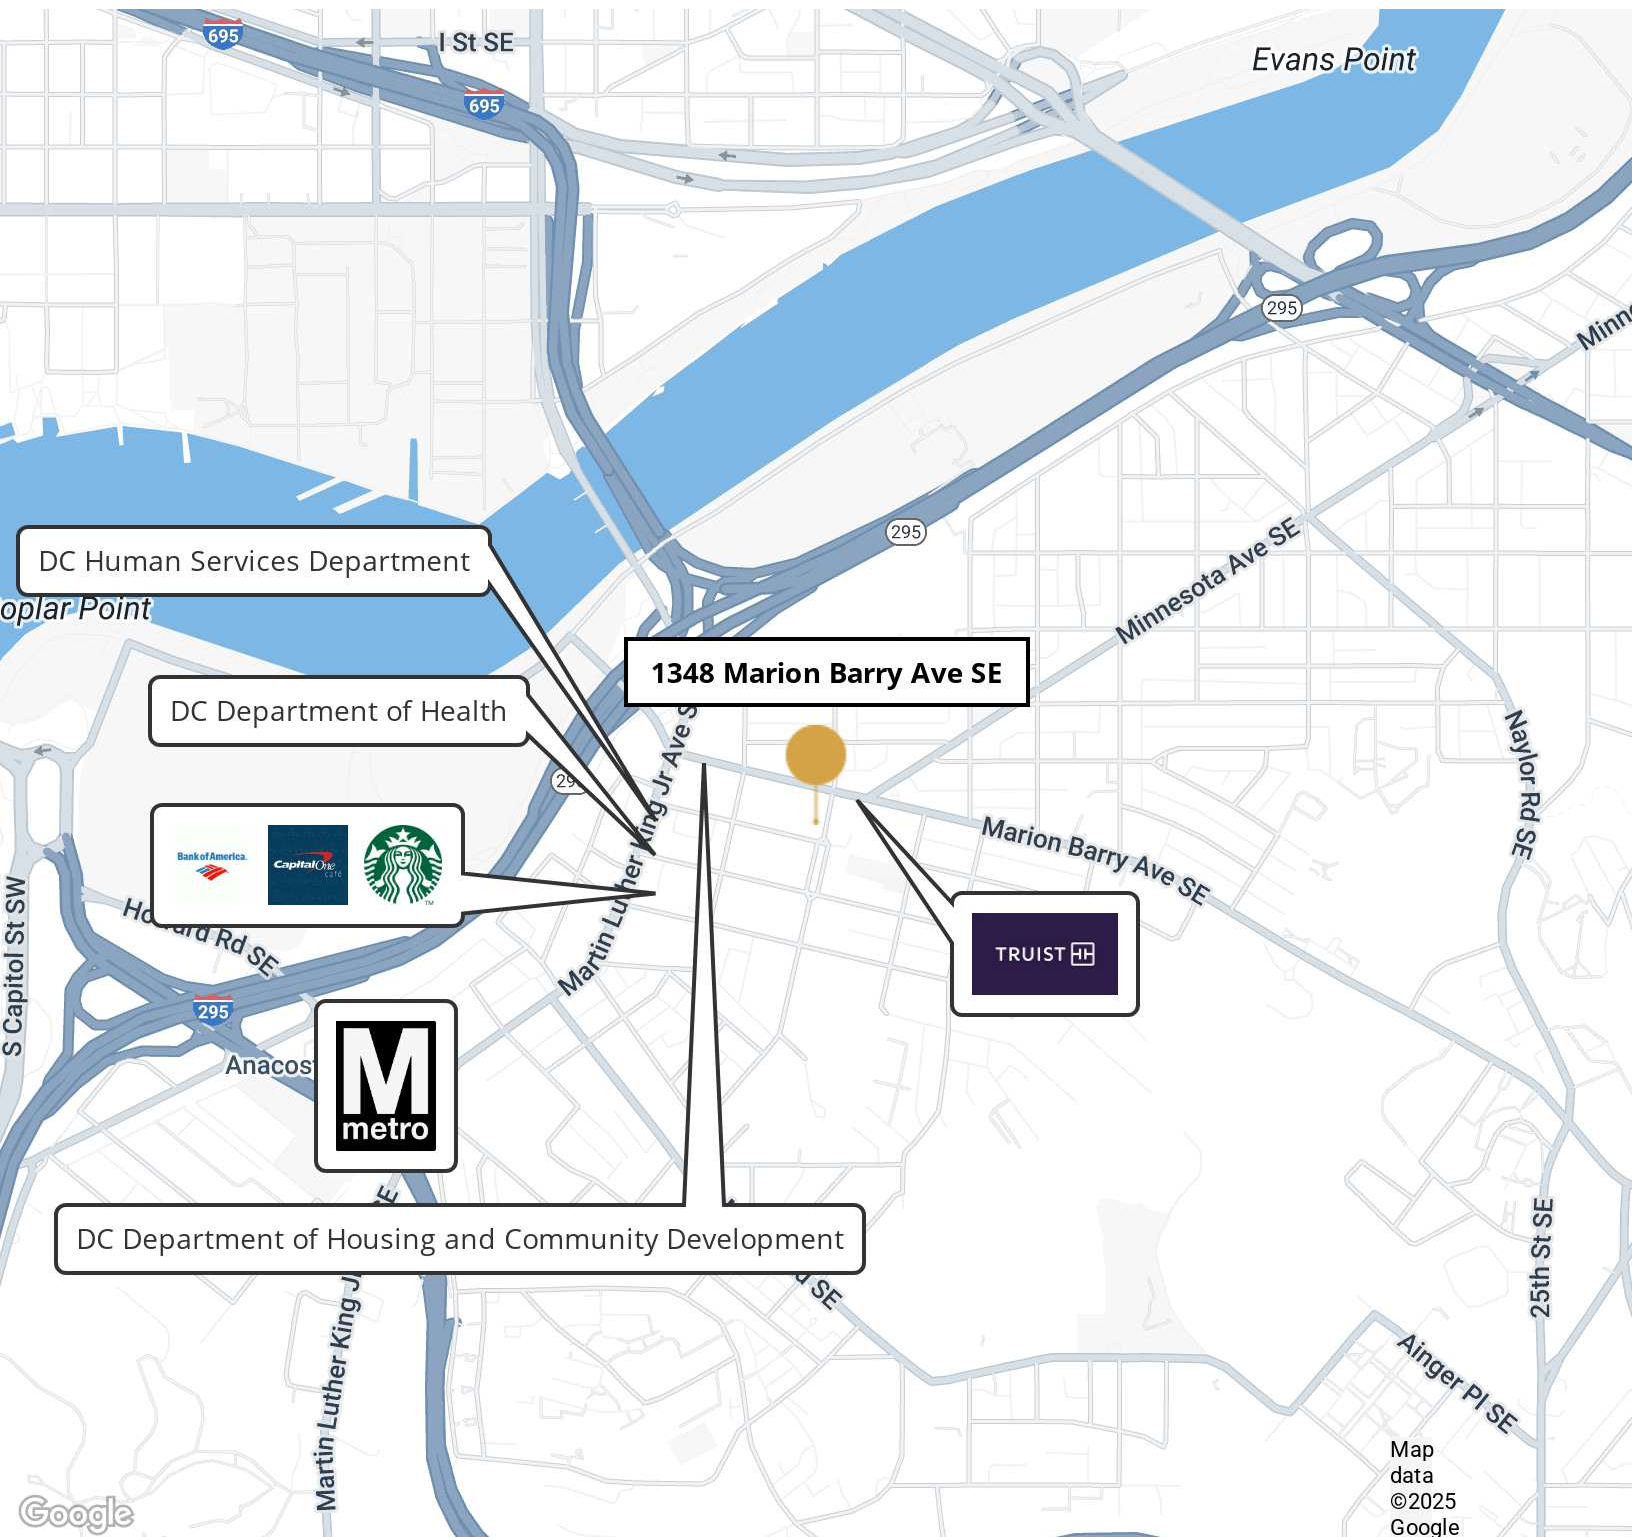 695
I St SE
Evans Point
695
295
Minne
295
Minnesota Ave SE
DC Human Services Department
oplar Point
1348 Marion Barry Ave SE
DC Department of Health
Naylor Rd SE
Martin Luther King Jr Ave S
Bank of America.
Capital One
café
TM
Marion Barry Ave SE
TRUIST
S Capitol St SW
Howard Rd SE
295
Anacost
M
metro
DC Department of Housing and Community Development
SE
25th St SE
Martin Luther King J
Ainger Pl SE
Map
data
©2025
Google
Google